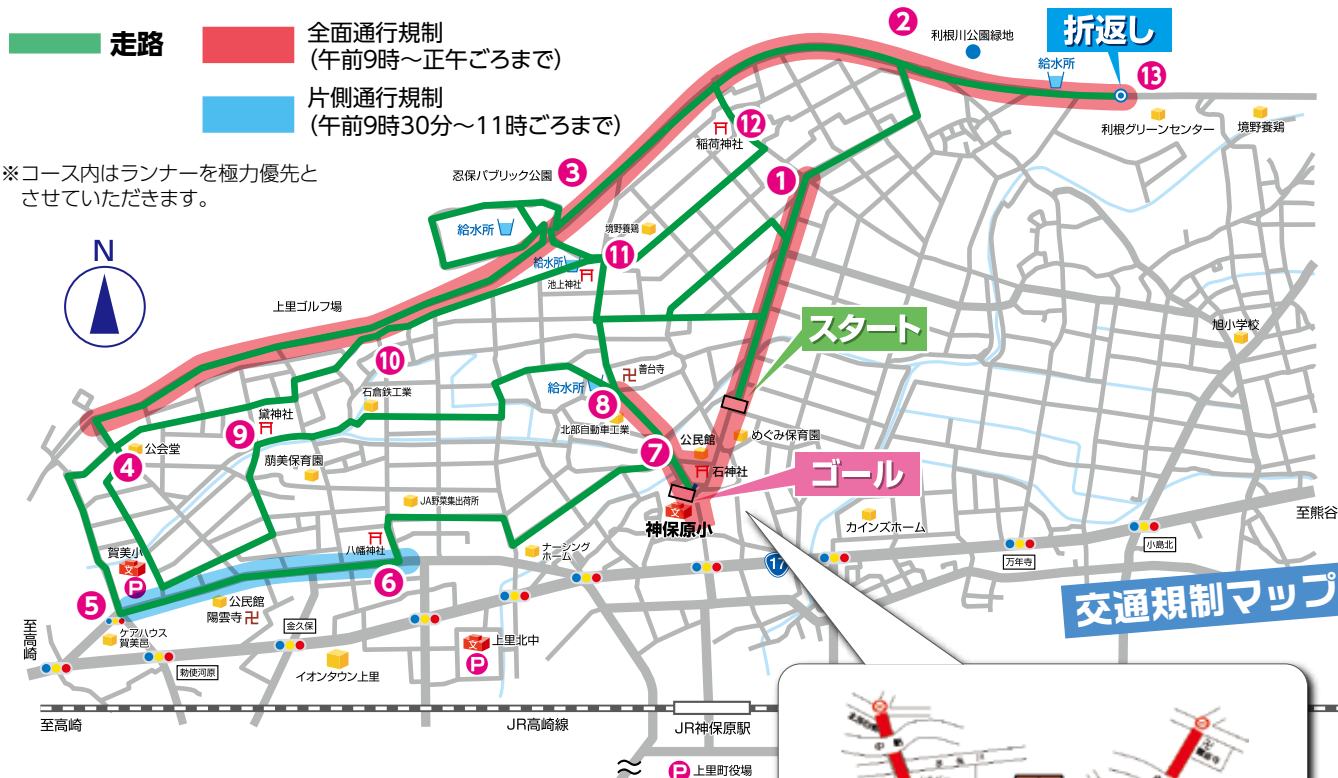 走路
全面通行規制
(午前9時～正午ごろまで)
片側通行規制
(午前9時30分～11時ごろまで)
※コース内はランナーを極力優先と
させていただきます。
N
2
利根川公園緑地
折返し
給水所
13
利根グリーンセンター
境野養鶏
12
稲荷神社
1
忍保パブリック公園
3
給水所
境野養鶏
11
給水所
池上神社
上里ゴルフ場
スタート
旭小学校
10
石倉鉄工業
善台寺
給水所
8
北部自動車工業
9
黛神社
公会堂
4
萠美保育園
7
公民館
めぐみ保育園
石神社
ゴール
JA野菜集出荷所
神保原小
カインズホーム
至熊谷
小島北
賀美小
P
八幡神社
6
ナーシング
ホーム
17
万年寺
5
公民館
陽雲寺
交通規制マップ
至高崎
ケアハウス
賀美邑
金久保
文
上里北中
P
勅使河原
イオンタウン上里
至高崎
JR高崎線
JR神保原駅
P 上里町役場